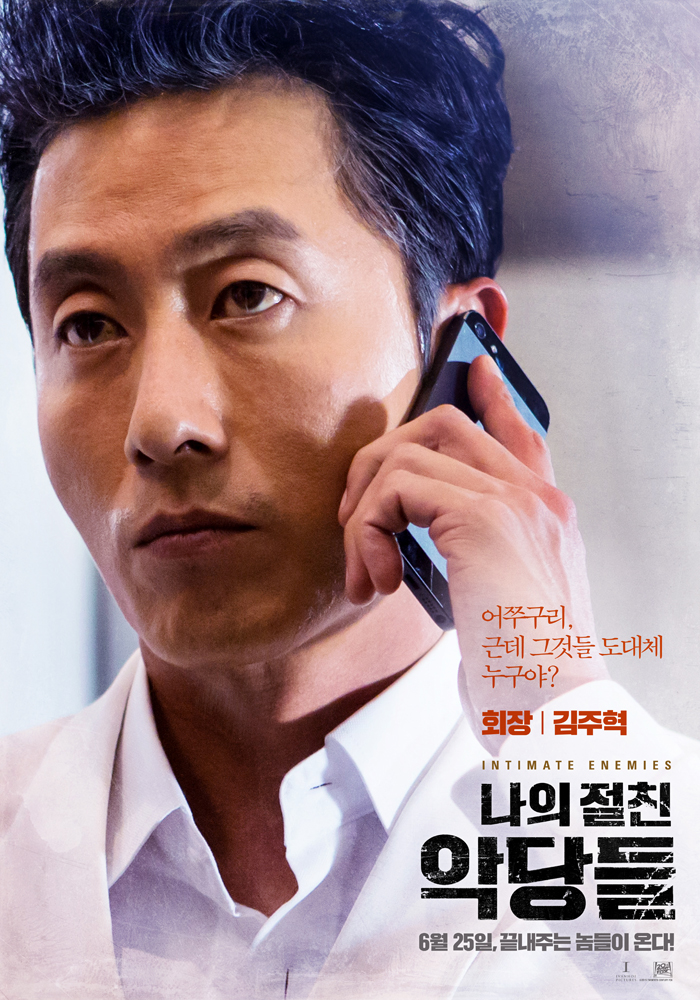 어쭈구리,
근데 그것들 도대체
누구야?
회장 | 김주혁
INTIMATE ENEMIES
나의 절친
악당들
6월 25일, 끝내주는 놈들이 온다!